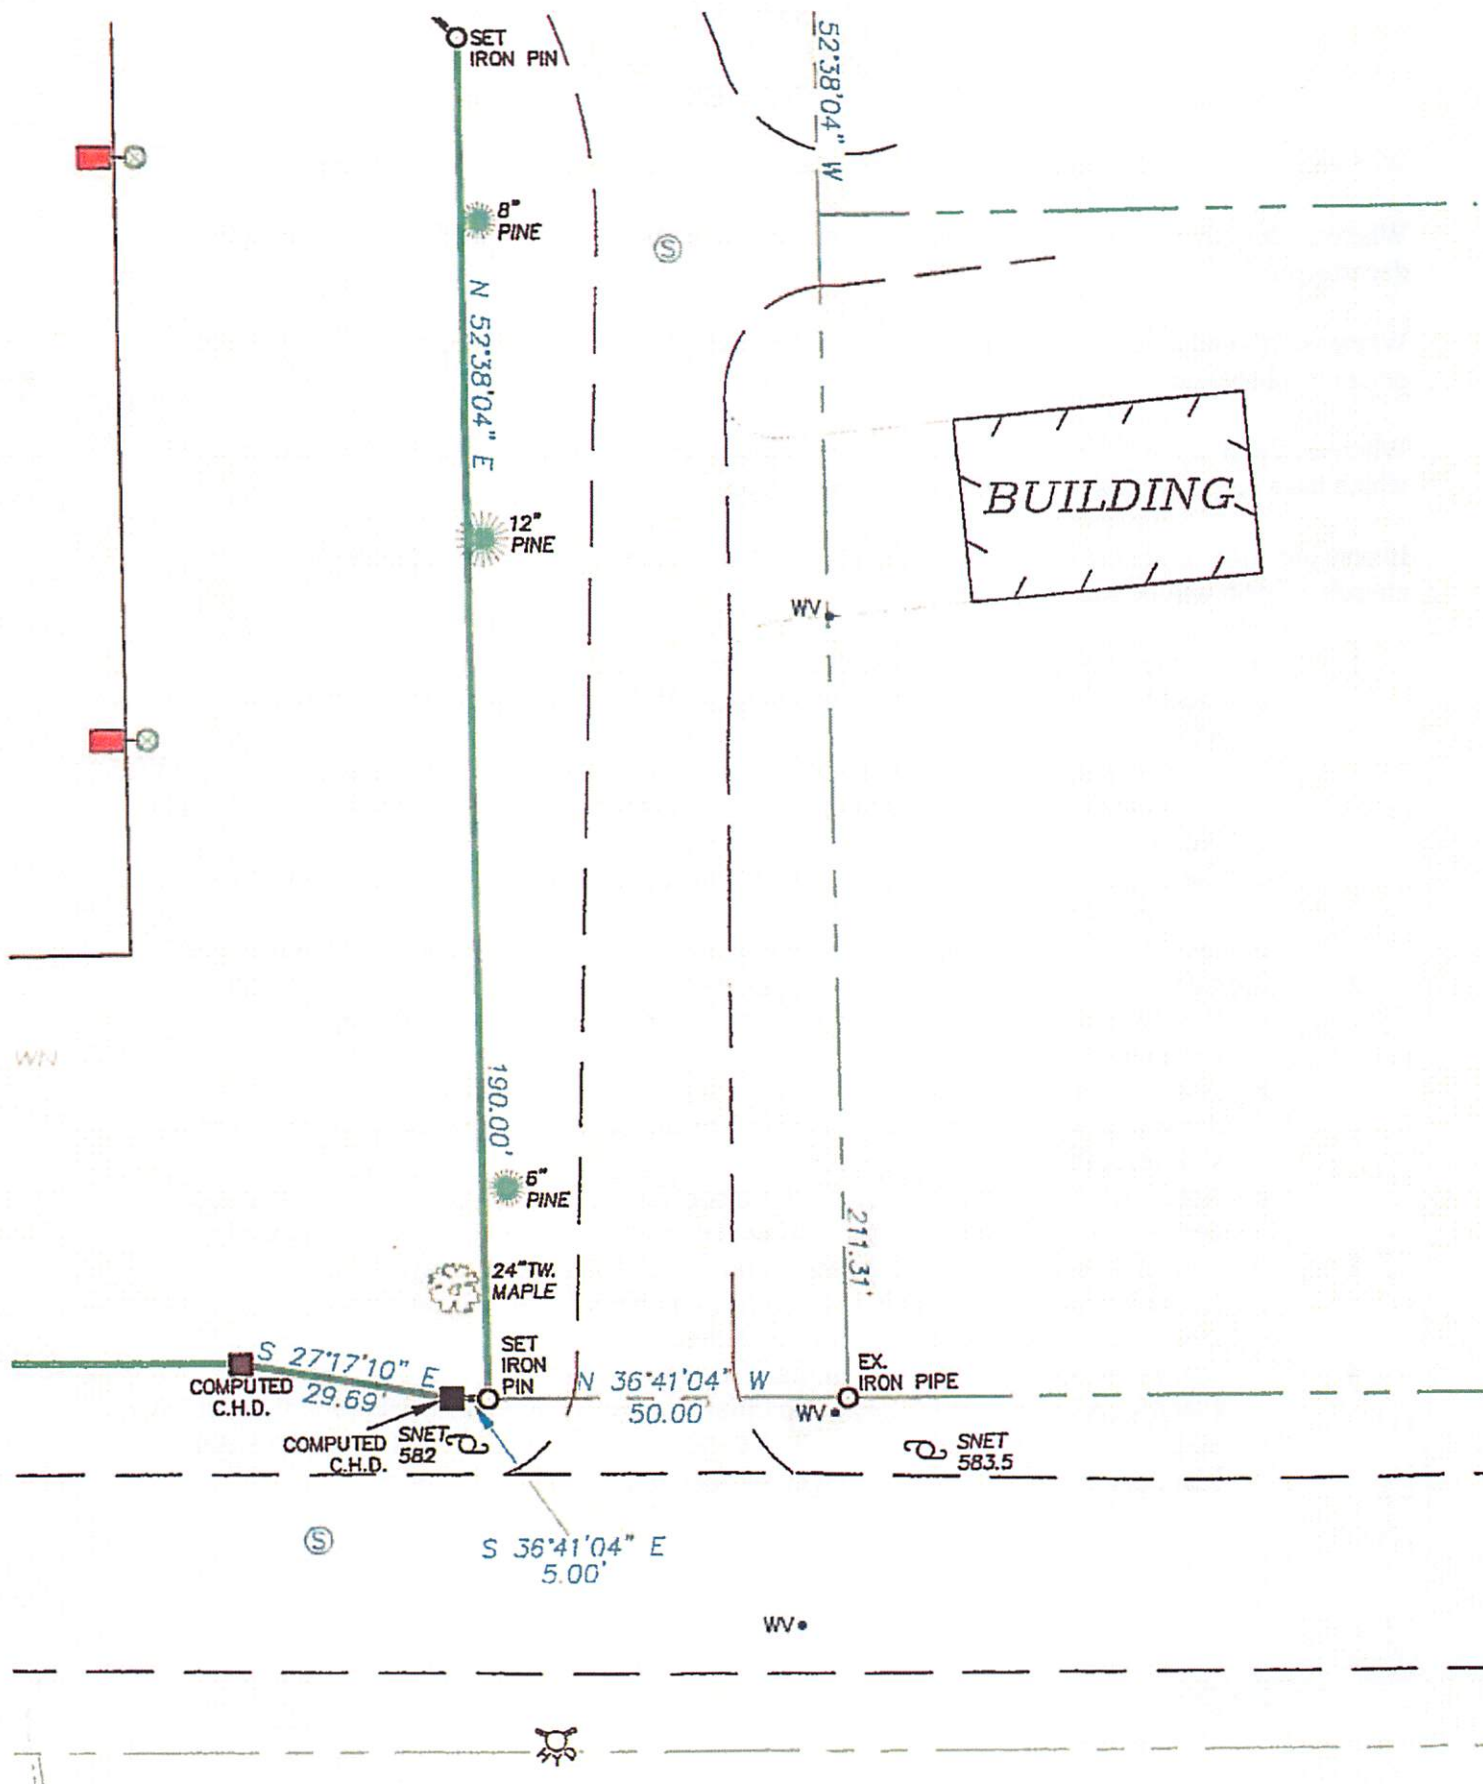 SET
IRON PIN
52°38'04" W
8"
PINE
S
N 52°38'04" E
BUILDING
12"
PINE
WV
WN
190.00'
6"
PINE
211.31'
24"TW.
MAPLE
SET
IRON
PIN
EX.
IRON PIPE
S 27°17'10" E
29.69'
COMPUTED
C.H.D.
N 36°41'04" W
50.00
WV
COMPUTED
C.H.D.
SNET
582
SNET
583.5
S
S 36°41'04" E
5.00'
WV